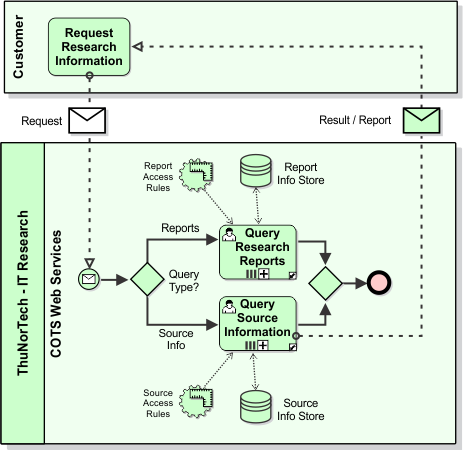 Customer
Request
Research
Information
Request
Result / Report
ThuNorTech - IT Research
COTS Web Services
Report
Access
Rules
Report
Info Store
Reports
Query
Research
Reports
Query
Type?
Query
Source
Information
Source
Info
Source
Access
Rules
Source
Info Store